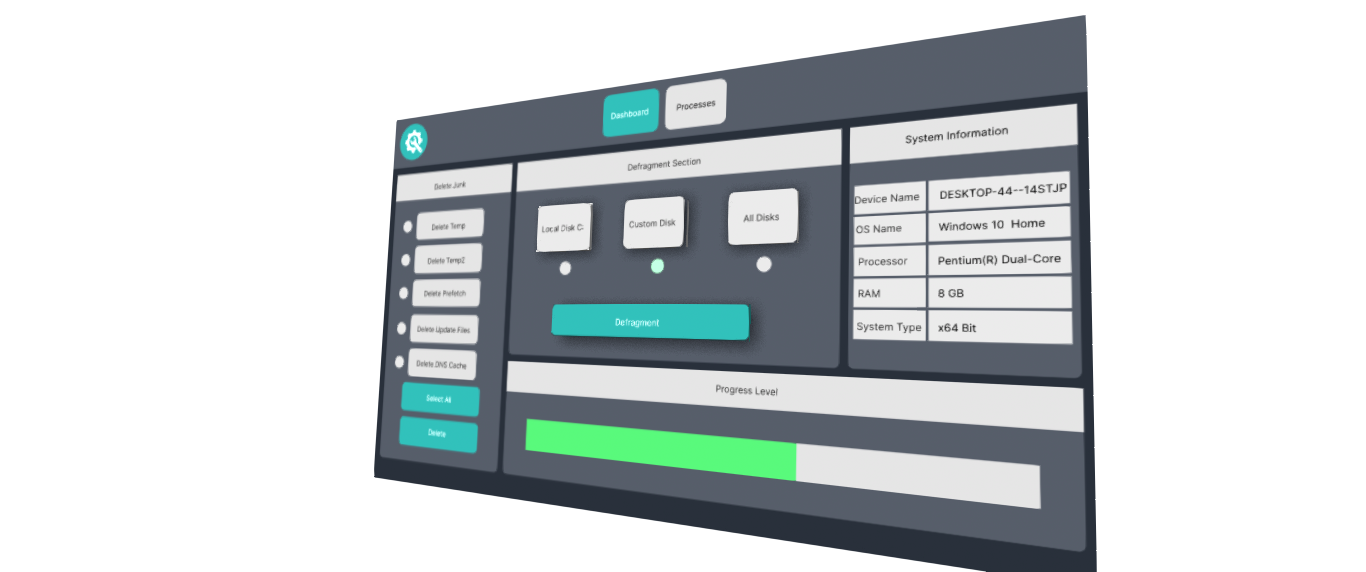 Dashboard
Processes
Delete Junk
Delete Temp
Delete Temp2
Delete Prefetch
Delete Update Files
Delete DNS Cache
Select All
Delete
Defragment Section
Local Disk C:
Custom Disk
All Disks
Defragment
System Information
Device Name DESKTOP-44--14STJP
OS Name Windows 10 Home
Processor Pentium(R) Dual-Core
RAM 8 GB
System Type x64 Bit
Progress Level